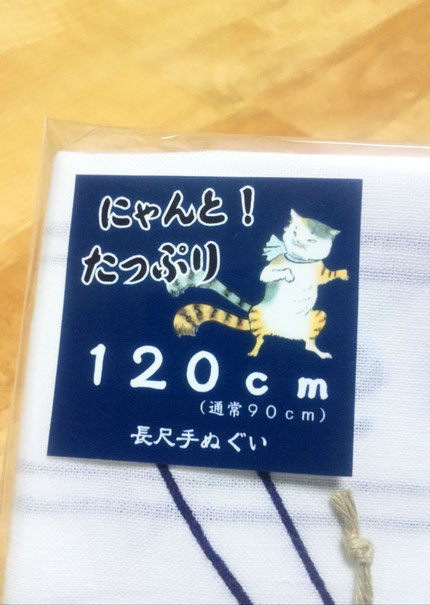 にゃんと！
たっぷり
１２０ｃｍ
（通常９０ｃｍ）
長尺手ぬぐい